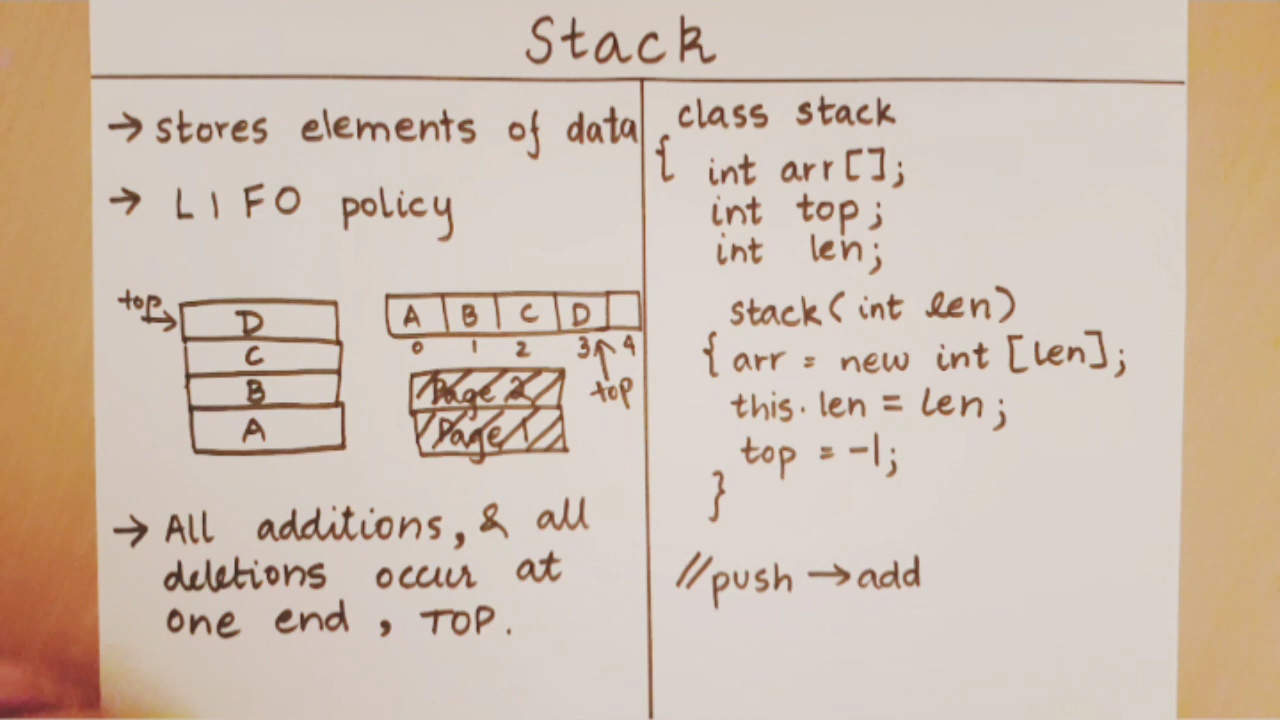 Stack
→ stores elements of data
→ LIFO policy
top
D
C
B
A
A B C D
0 1 2 3 4
top
Page 2
Page 1
→ All additions, & all
deletions occur at
one end, TOP.
class stack
{ int arr[];
int top;
int len;
stack( int len)
{ arr = new int [len];
this.len = len;
top = -1;
}
//push → add